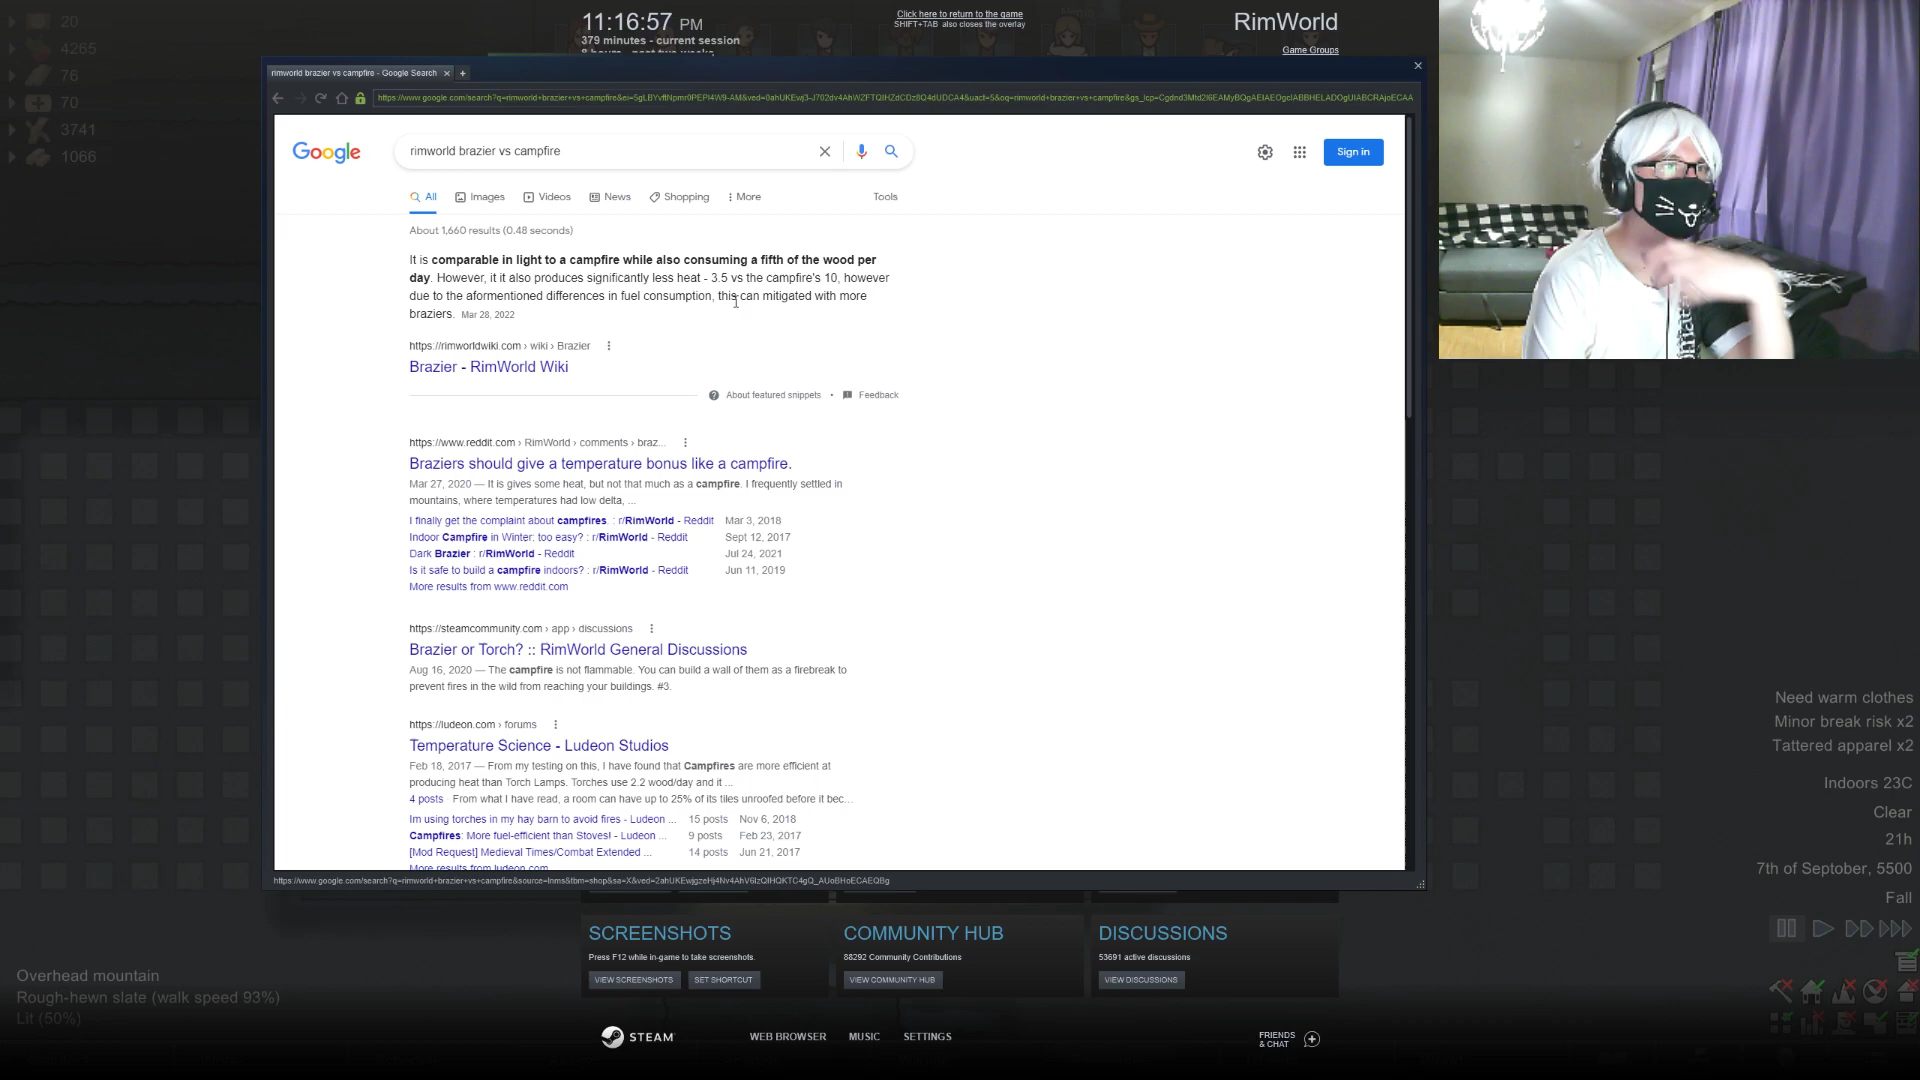 20
4265
76
70
3741
1066
11:16:57 PM
379 minutes - current session
Click here to return to the game
SHIFT+TAB also closes the overlay
RimWorld
Game Groups
rimworld brazier vs campfire - Google Search
Google
rimworld brazier vs campfire
Sign in
All Images Videos News Shopping More Tools
About 1,660 results (0.48 seconds)
It is comparable in light to a campfire while also consuming a fifth of the wood per
day. However, it it also produces significantly less heat - 3.5 vs the campfire's 10, however
due to the aformentioned differences in fuel consumption, this can mitigated with more
braziers. Mar 28, 2022
https://rimworldwiki.com › wiki › Brazier
Brazier - RimWorld Wiki
About featured snippets • Feedback
https://www.reddit.com › RimWorld › comments › braz...
Braziers should give a temperature bonus like a campfire.
Mar 27, 2020 — It is gives some heat, but not that much as a campfire. I frequently settled in
mountains, where temperatures had low delta, ...
I finally get the complaint about campfires. : r/RimWorld - Reddit Mar 3, 2018
Indoor Campfire in Winter: too easy? : r/RimWorld - Reddit Sept 12, 2017
Dark Brazier : r/RimWorld - Reddit Jul 24, 2021
Is it safe to build a campfire indoors? : r/RimWorld - Reddit Jun 11, 2019
More results from www.reddit.com
https://steamcommunity.com › app › discussions
Brazier or Torch? :: RimWorld General Discussions
Aug 16, 2020 — The campfire is not flammable. You can build a wall of them as a firebreak to
prevent fires in the wild from reaching your buildings. #3.
https://ludeon.com › forums
Temperature Science - Ludeon Studios
Feb 18, 2017 — From my testing on this, I have found that Campfires are more efficient at
producing heat than Torch Lamps. Torches use 2.2 wood/day and it ...
4 posts · From what I have read, a room can have up to 25% of its tiles unroofed before it bec...
Im using torches in my hay barn to avoid fires - Ludeon ... 15 posts Nov 6, 2018
Campfires: More fuel-efficient than Stoves! - Ludeon ... 9 posts Feb 23, 2017
[Mod Request] Medieval Times/Combat Extended ... 14 posts Jun 21, 2017
More results from ludeon.com
Need warm clothes
Minor break risk x2
Tattered apparel x2
Indoors 23C
Clear
21h
7th of Septober, 5500
Fall
SCREENSHOTS
Press F12 while in-game to take screenshots.
VIEW SCREENSHOTS SET SHORTCUT
COMMUNITY HUB
88292 Community Contributions
VIEW COMMUNITY HUB
DISCUSSIONS
53691 active discussions
VIEW DISCUSSIONS
Overhead mountain
Rough-hewn slate (walk speed 93%)
Lit (50%)
STEAM
WEB BROWSER MUSIC SETTINGS
FRIENDS
& CHAT